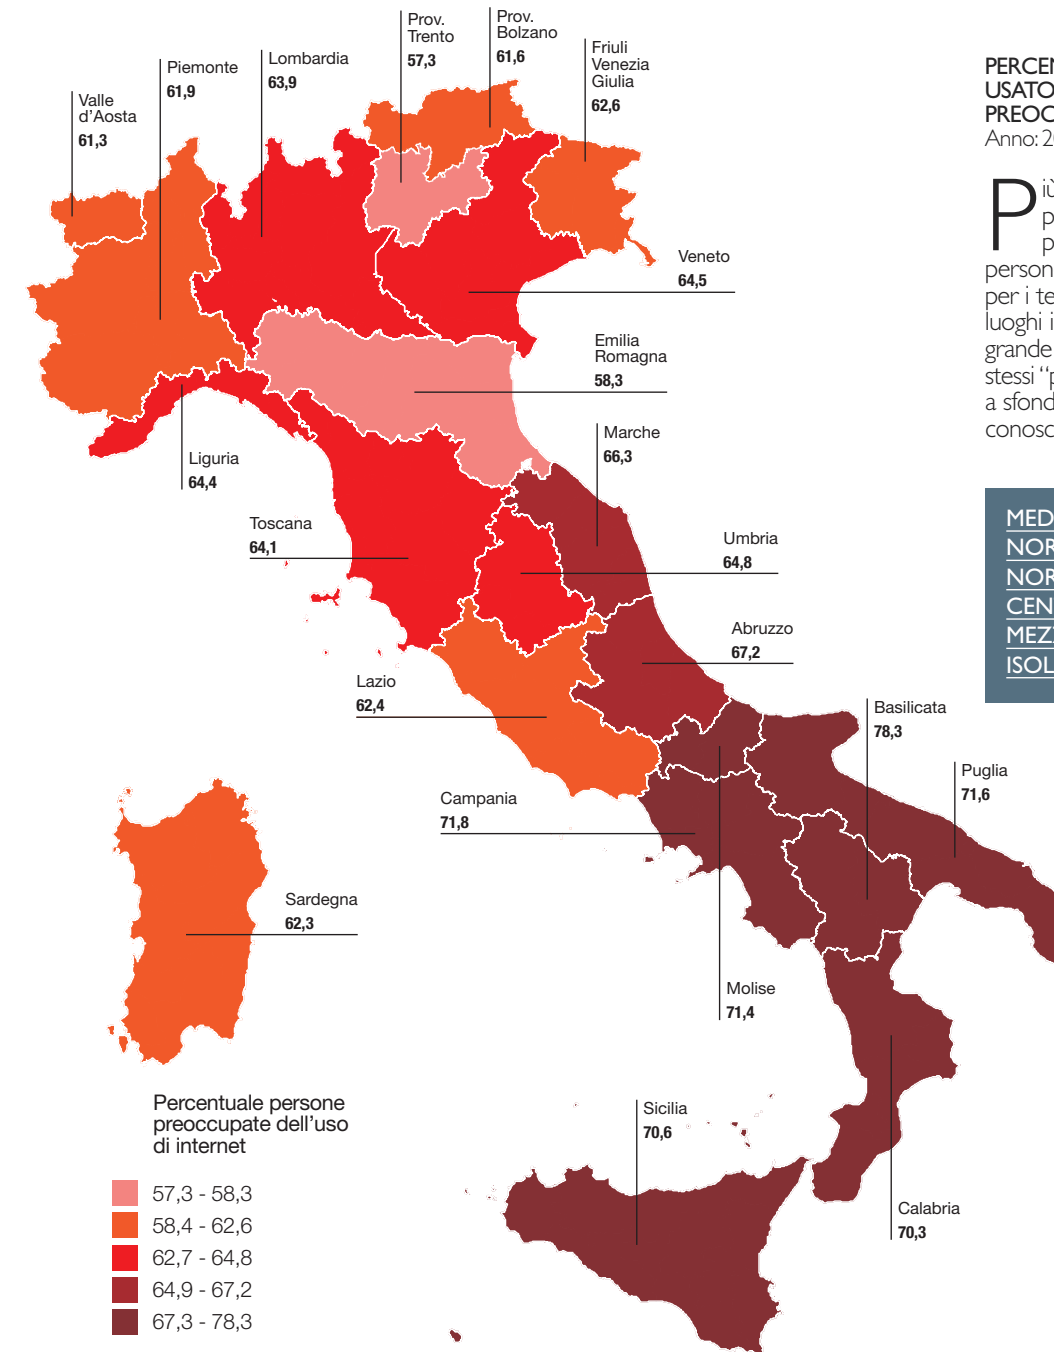 Prov.
Trento
57,3
Prov.
Bolzano
61,6
Friuli
Venezia
Giulia
62,6
Lombardia
63,9
Piemonte
61,9
Valle
d'Aosta
61,3
Veneto
64,5
Emilia
Romagna
58,3
Marche
66,3
Liguria
64,4
Toscana
64,1
Umbria
64,8
Abruzzo
67,2
Lazio
62,4
Basilicata
78,3
Puglia
71,6
Campania
71,8
Sardegna
62,3
Molise
71,4
Sicilia
70,6
Calabria
70,3
Percentuale persone
preoccupate dell'uso
di internet
57,3 - 58,3
58,4 - 62,6
62,7 - 64,8
64,9 - 67,2
67,3 - 78,3
PERCEN
USATO
PREOC
Anno: 20
Più
p
p
person
per i te
luoghi i
grande
stessi “p
a sfond
conosc
MED
NOR
NOR
CEN
MEZ
ISOL